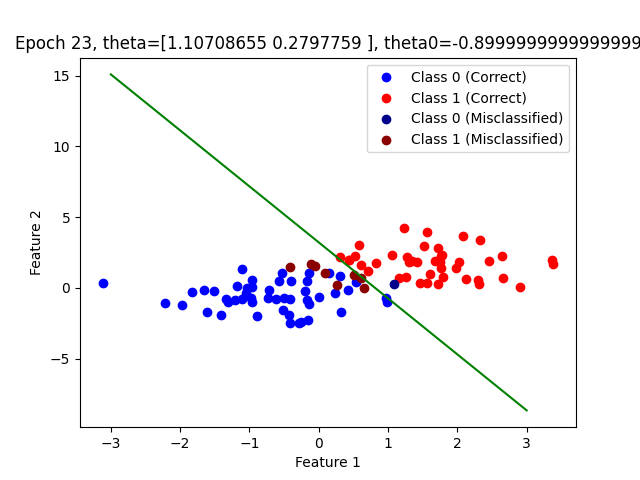 Epoch 23, theta=[1.10708655 0.2797759 ], theta0=-0.8999999999999999
15
10
5
0
−5
Feature 2
−3
−2
−1
0
1
2
3
Feature 1
Class 0 (Correct)
Class 1 (Correct)
Class 0 (Misclassified)
Class 1 (Misclassified)